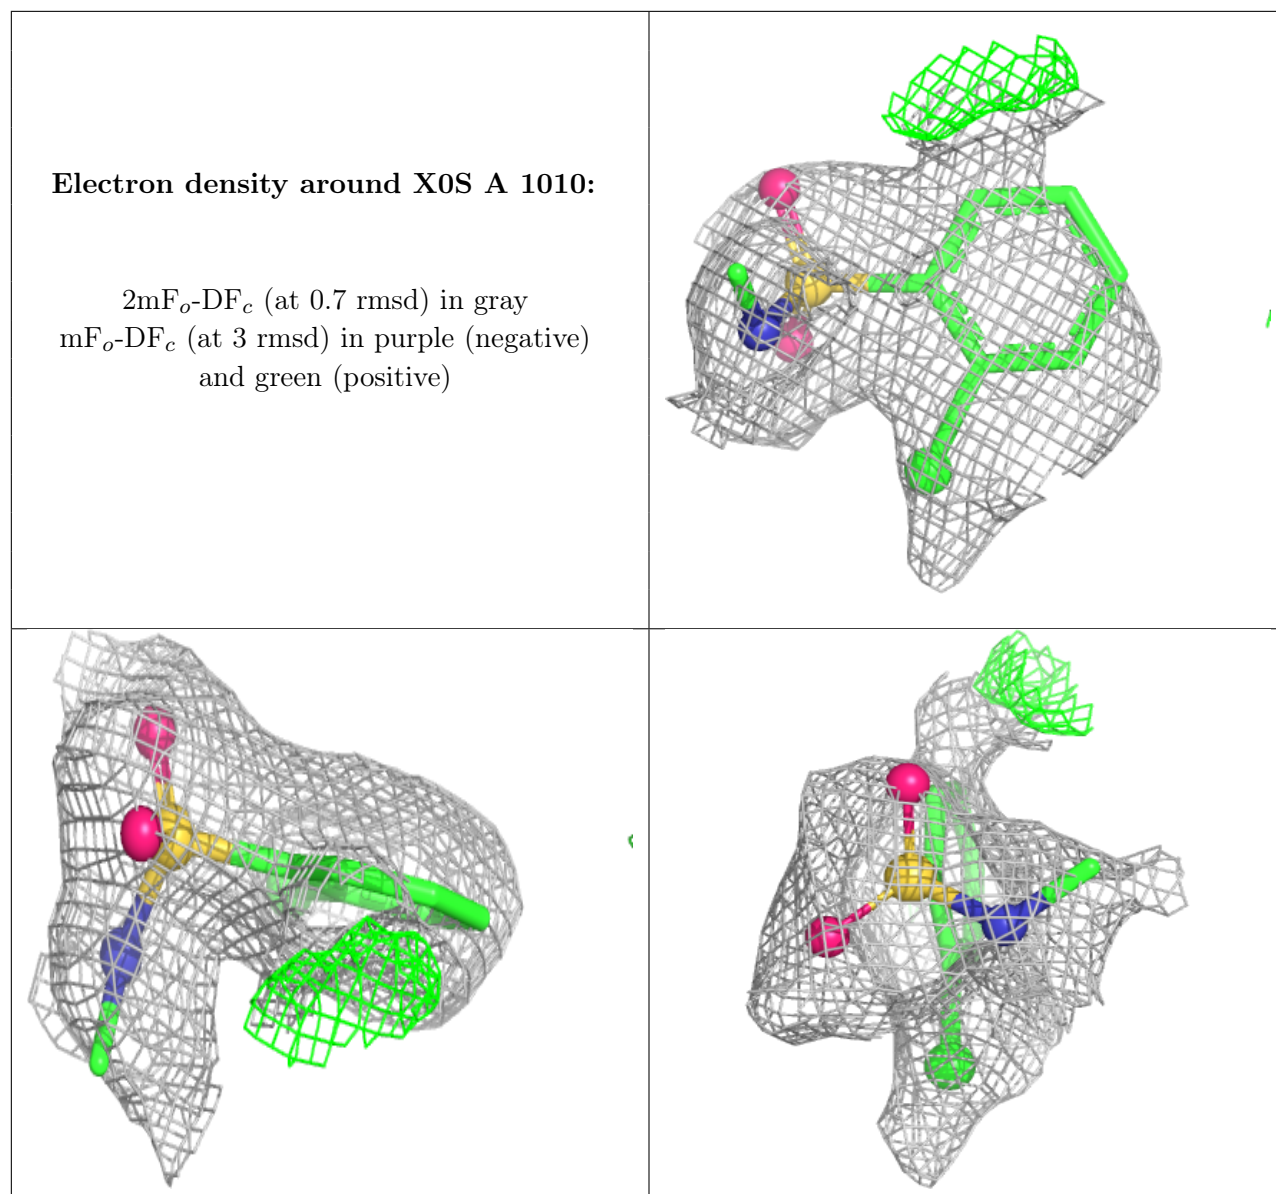 Electron density around X0S A 1010:
2mFo-DFc (at 0.7 rmsd) in gray
mFo-DFc (at 3 rmsd) in purple (negative)
and green (positive)